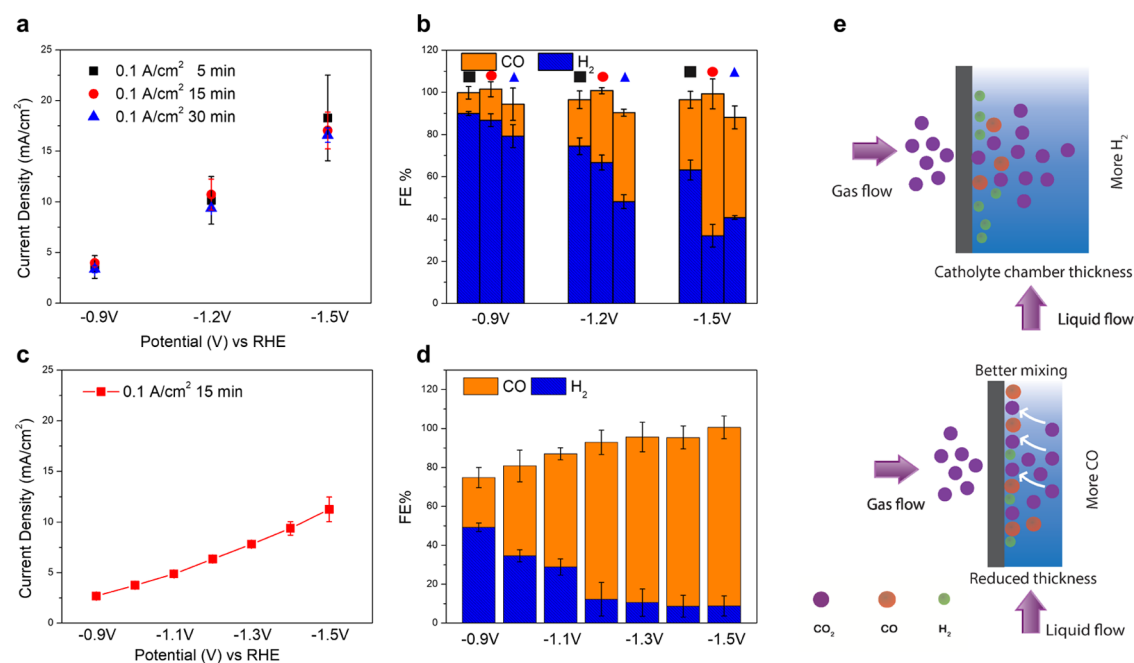 a
25
20
15
10
5
0
Current Density (mA/cm²)
0.1 A/cm² 5 min
0.1 A/cm² 15 min
0.1 A/cm² 30 min
-0.9V -1.2V -1.5V
Potential (V) vs RHE
b
120
100
80
60
40
20
0
FE %
CO H₂
-0.9V -1.2V -1.5V
c
25
20
15
10
5
0
Current Density (mA/cm²)
0.1 A/cm² 15 min
-0.9V -1.1V -1.3V -1.5V
Potential (V) vs RHE
d
120
100
80
60
40
20
0
FE%
CO H₂
-0.9V -1.1V -1.3V -1.5V
e
Gas flow
More H₂
Catholyte chamber thickness
Liquid flow
Better mixing
Gas flow
More CO
Reduced thickness
Liquid flow
CO₂ CO H₂